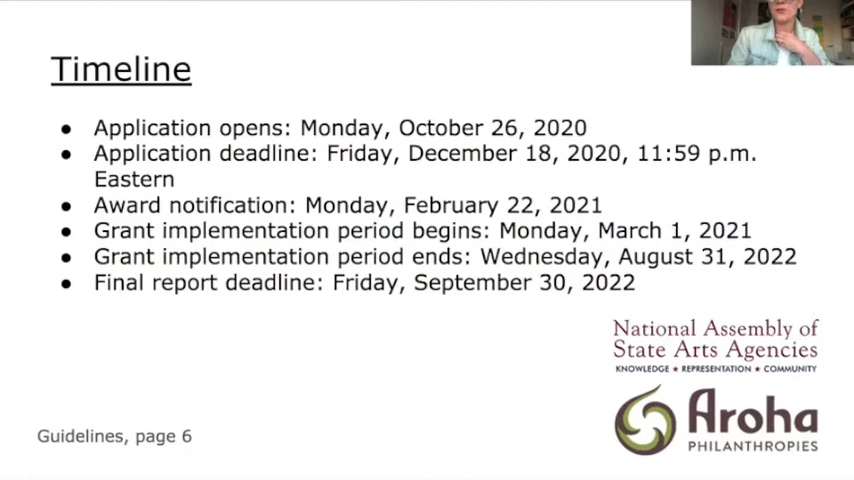 Timeline
● Application opens: Monday, October 26, 2020
● Application deadline: Friday, December 18, 2020, 11:59 p.m.
Eastern
● Award notification: Monday, February 22, 2021
● Grant implementation period begins: Monday, March 1, 2021
● Grant implementation period ends: Wednesday, August 31, 2022
● Final report deadline: Friday, September 30, 2022
National Assembly of
State Arts Agencies
KNOWLEDGE ★ REPRESENTATION ★ COMMUNITY
Aroha
PHILANTHROPIES
Guidelines, page 6